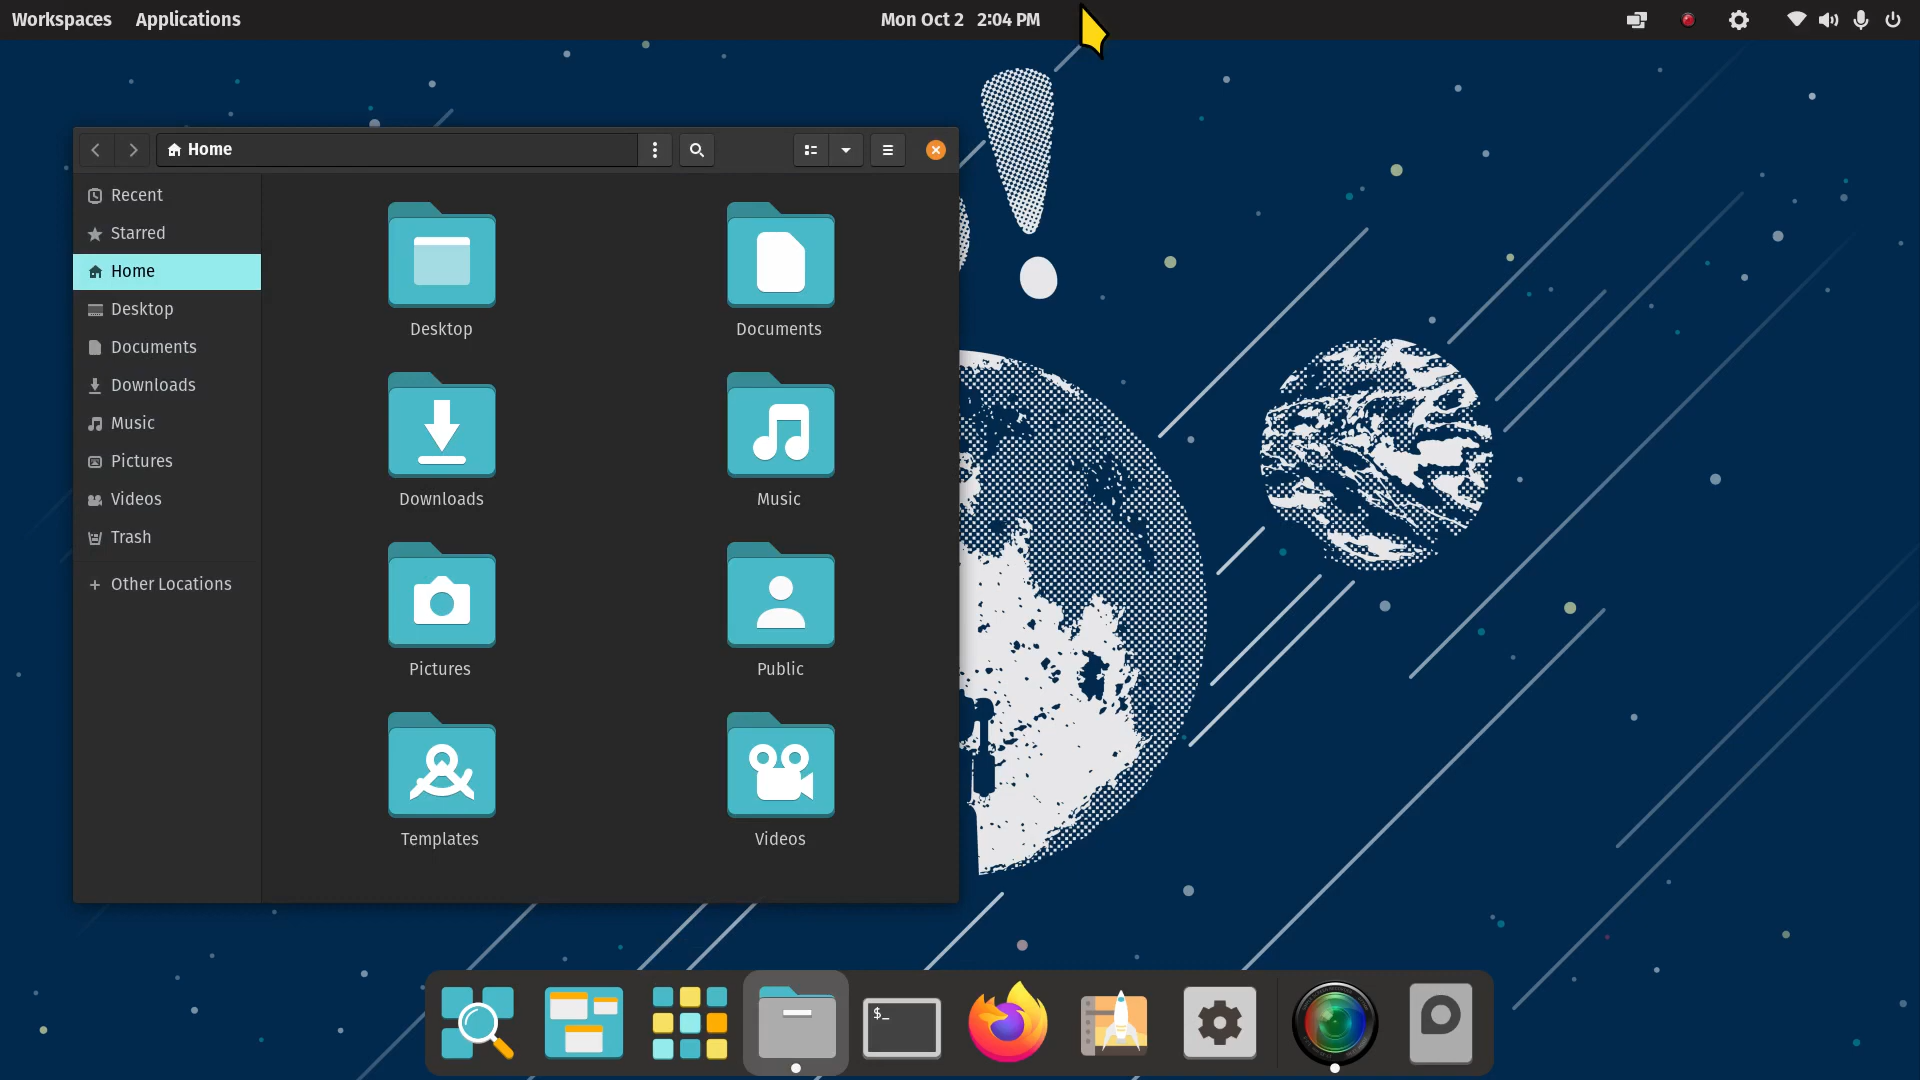 Workspaces Applications Mon Oct 2 2:04 PM
Home
Recent
Starred
Home
Desktop
Documents
Downloads
Music
Pictures
Videos
Trash
Other Locations
Desktop Documents
Downloads Music
Pictures Public
Templates Videos
$_